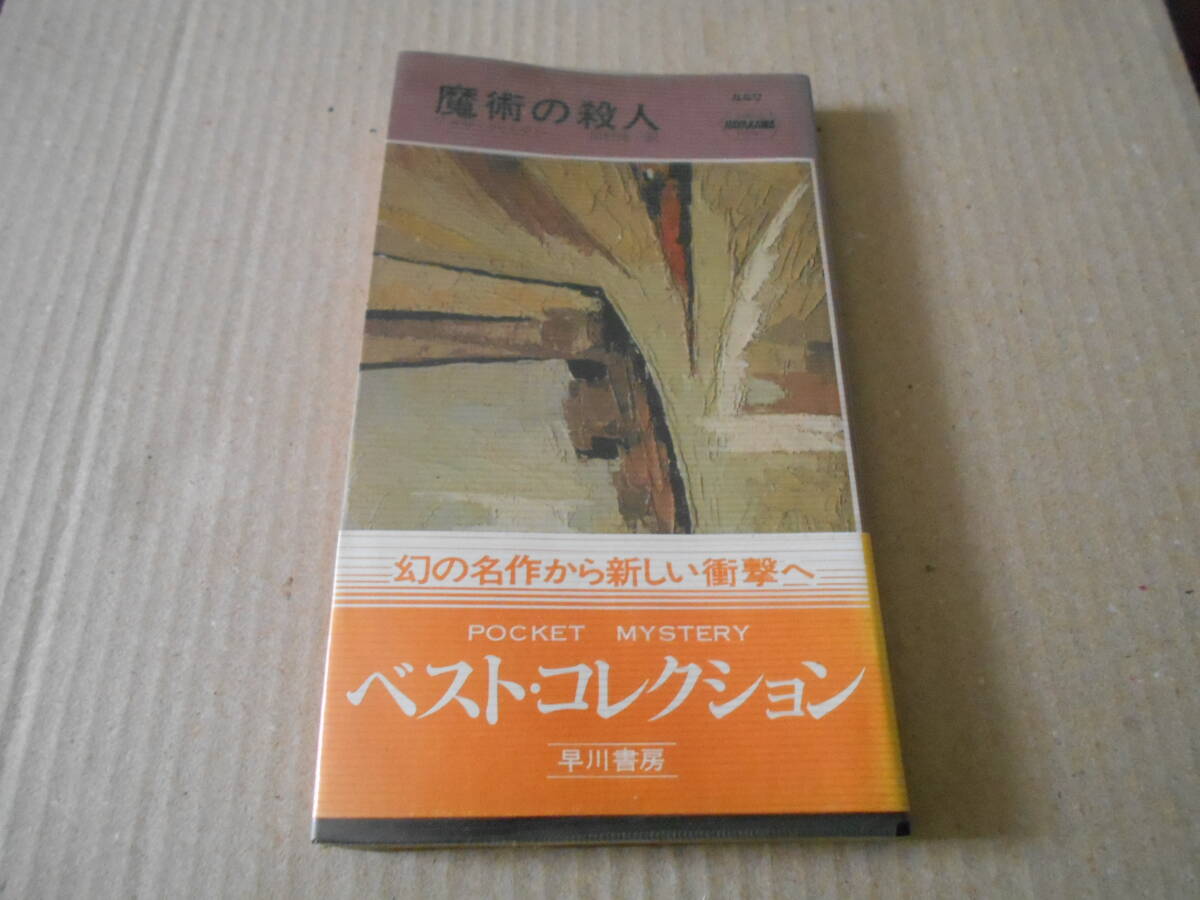 魔術の殺人
幻の名作から新しい衝撃へ
POCKET MYSTERY
ベスト・コレクション
早川書房